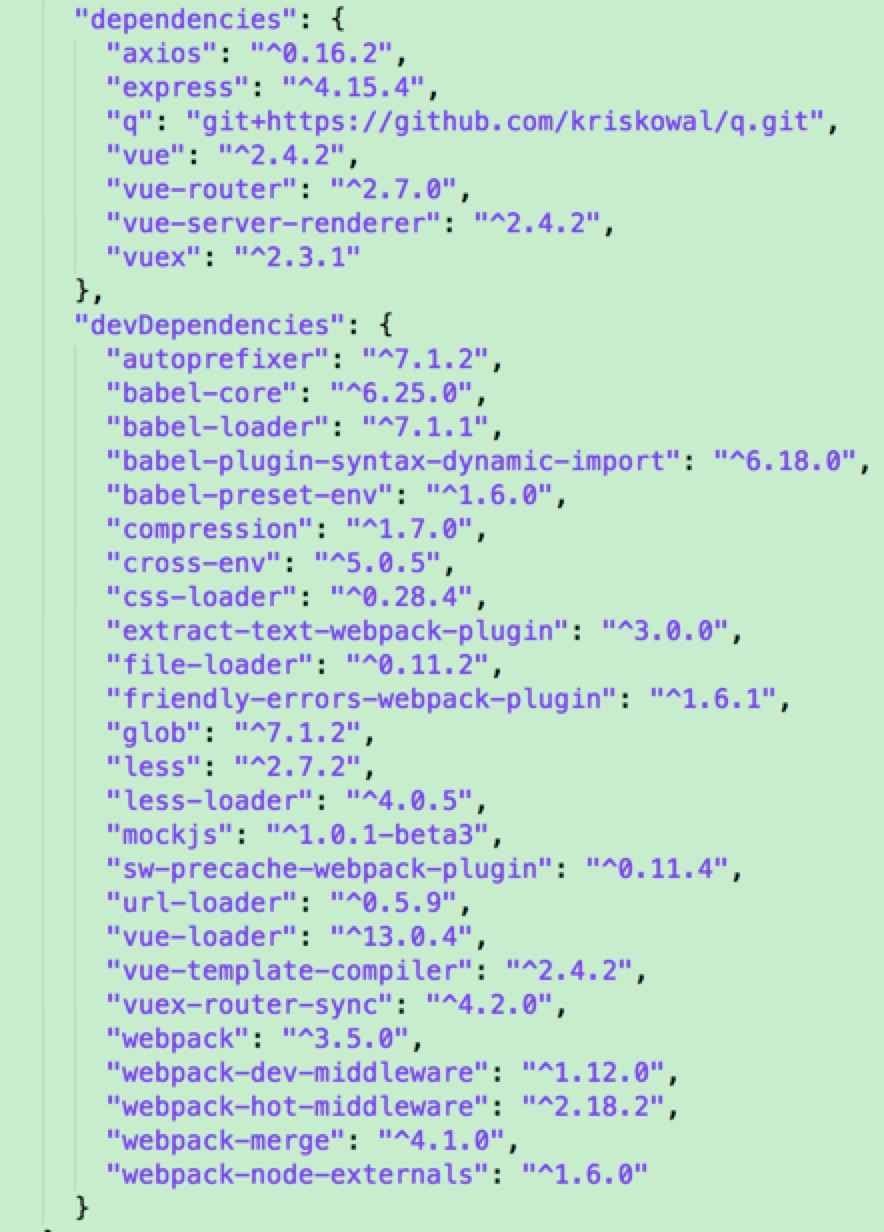 "dependencies": {
"axios": "^0.16.2",
"express": "^4.15.4",
"q": "git+https://github.com/kriskowal/q.git",
"vue": "^2.4.2",
"vue-router": "^2.7.0",
"vue-server-renderer": "^2.4.2",
"vuex": "^2.3.1"
},
"devDependencies": {
"autoprefixer": "^7.1.2",
"babel-core": "^6.25.0",
"babel-loader": "^7.1.1",
"babel-plugin-syntax-dynamic-import": "^6.18.0",
"babel-preset-env": "^1.6.0",
"compression": "^1.7.0",
"cross-env": "^5.0.5",
"css-loader": "^0.28.4",
"extract-text-webpack-plugin": "^3.0.0",
"file-loader": "^0.11.2",
"friendly-errors-webpack-plugin": "^1.6.1",
"glob": "^7.1.2",
"less": "^2.7.2",
"less-loader": "^4.0.5",
"mockjs": "^1.0.1-beta3",
"sw-precache-webpack-plugin": "^0.11.4",
"url-loader": "^0.5.9",
"vue-loader": "^13.0.4",
"vue-template-compiler": "^2.4.2",
"vuex-router-sync": "^4.2.0",
"webpack": "^3.5.0",
"webpack-dev-middleware": "^1.12.0",
"webpack-hot-middleware": "^2.18.2",
"webpack-merge": "^4.1.0",
"webpack-node-externals": "^1.6.0"
}